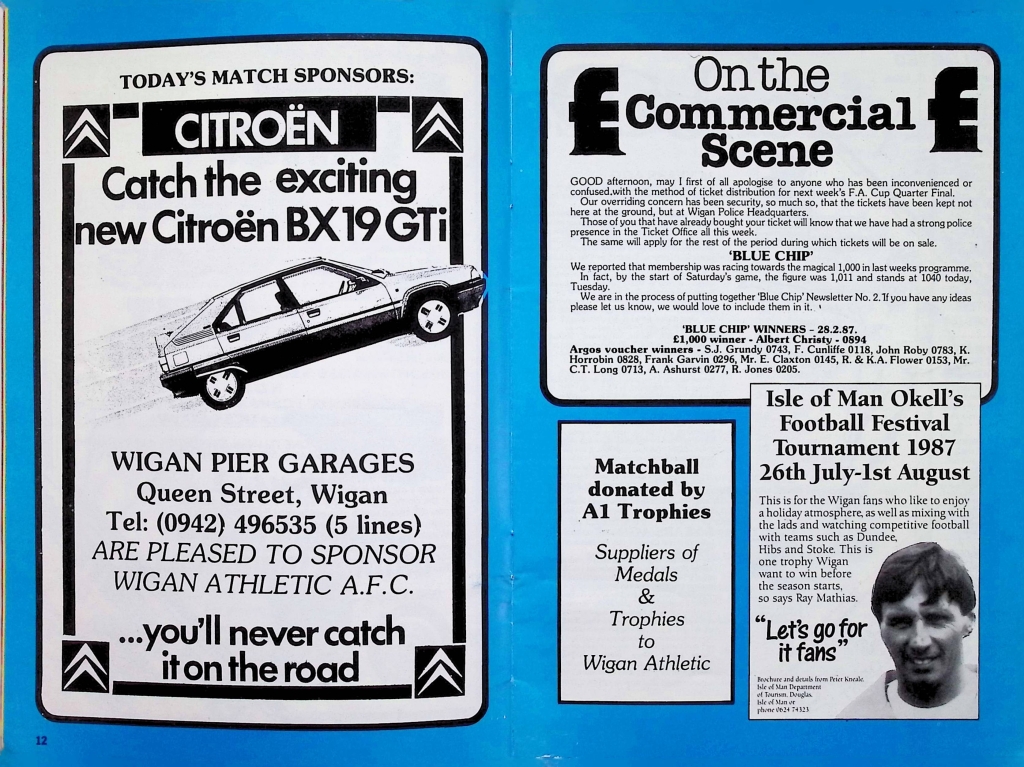 TODAY'S MATCH SPONSORS:
CITROËN
Catch the exciting
new Citroën BX19 GTi
WIGAN PIER GARAGES
Queen Street, Wigan
Tel: (0942) 496535 (5 lines)
ARE PLEASED TO SPONSOR
WIGAN ATHLETIC A.F.C.
...you'll never catch
it on the road
12
£ On the £
Commercial
Scene
GOOD afternoon, may I first of all apologise to anyone who has been inconvenienced or
confused.with the method of ticket distribution for next week's F.A. Cup Quarter Final.
Our overriding concern has been security, so much so, that the tickets have been kept not
here at the ground, but at Wigan Police Headquarters.
Those of you that have already bought your ticket will know that we have had a strong police
presence in the Ticket Office all this week.
The same will apply for the rest of the period during which tickets will be on sale.
'BLUE CHIP'
We reported that membership was racing towards the magical 1,000 in last weeks programme.
In fact, by the start of Saturday's game, the figure was 1,011 and stands at 1040 today,
Tuesday.
We are in the process of putting together 'Blue Chip' Newsletter No. 2. If you have any ideas
please let us know, we would love to include them in it.
'BLUE CHIP' WINNERS – 28.2.87.
£1,000 winner - Albert Christy - 0894
Argos voucher winners - S.J. Grundy 0743, F. Cunliffe 0118, John Roby 0783, K.
Horrobin 0828, Frank Garvin 0296, Mr. E. Claxton 0145, R. & K.A. Flower 0153, Mr.
C.T. Long 0713, A. Ashurst 0277, R. Jones 0205.
Matchball
donated by
A1 Trophies
Suppliers of
Medals
&
Trophies
to
Wigan Athletic
Isle of Man Okell's
Football Festival
Tournament 1987
26th July-1st August
This is for the Wigan fans who like to enjoy
a holiday atmosphere, as well as mixing with
the lads and watching competitive football
with teams such as Dundee,
Hibs and Stoke. This is
one trophy Wigan
want to win before
the season starts,
so says Ray Mathias.
"Let's go for
it fans"
Brochure and details from Peter Kneale,
Isle of Man Department
of Tourism, Douglas,
Isle of Man or
phone 0624 74323